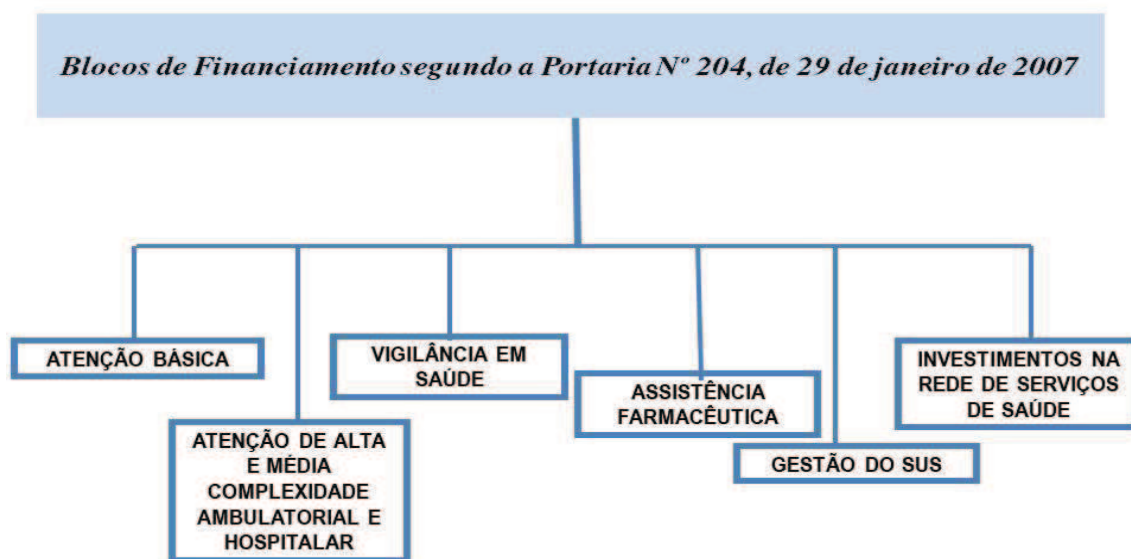 Blocos de Financiamento segundo a Portaria Nº 204, de 29 de janeiro de 2007
ATENÇÃO BÁSICA
ATENÇÃO DE ALTA
E MÉDIA
COMPLEXIDADE
AMBULATORIAL E
HOSPITALAR
VIGILÂNCIA EM
SAÚDE
ASSISTÊNCIA
FARMACÊUTICA
GESTÃO DO SUS
INVESTIMENTOS NA
REDE DE SERVIÇOS
DE SAÚDE